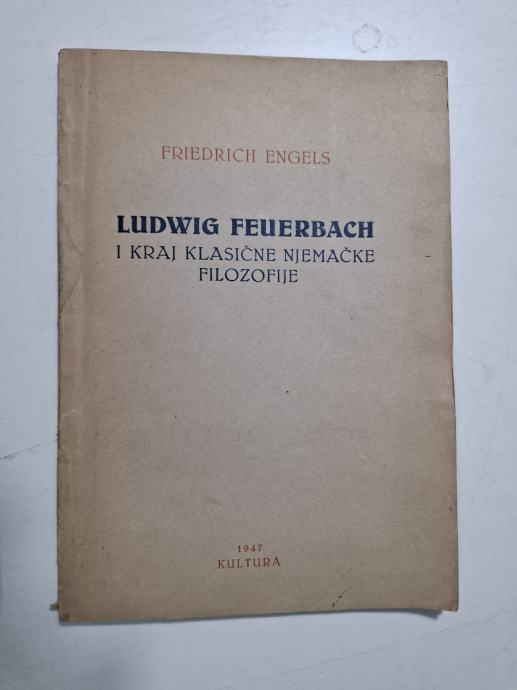 FRIEDRICH ENGELS
LUDWIG FEUERBACH
I KRAJ KLASIČNE NJEMAČKE
FILOZOFIJE
1947
KULTURA